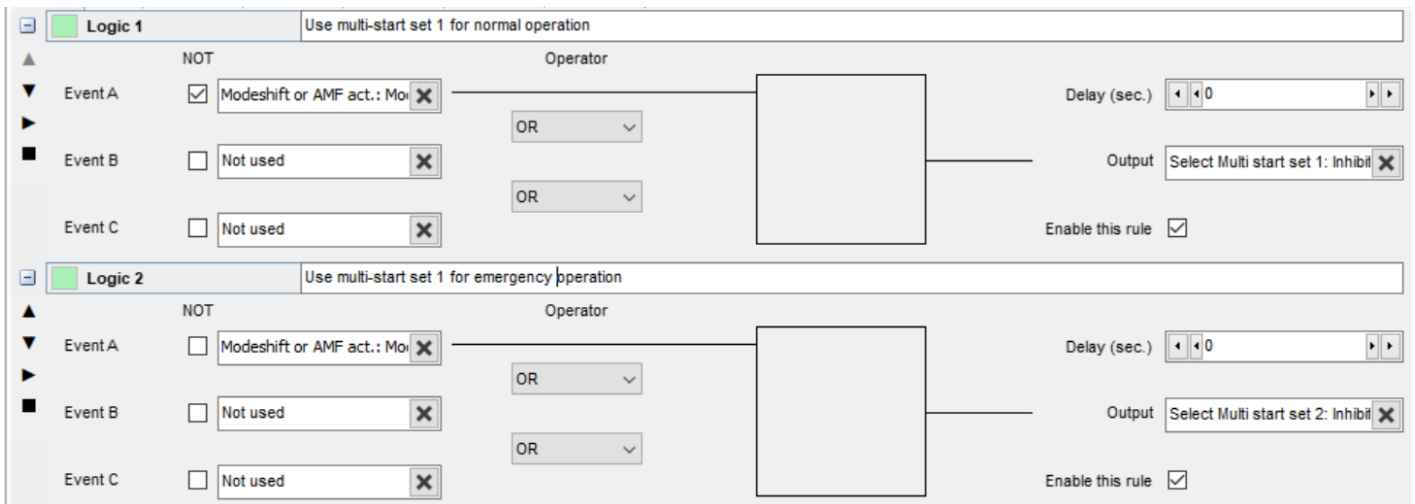 Logic 1 Use multi-start set 1 for normal operation
NOT Operator
Event A Modeshift or AMF act.: Mo Delay (sec.) 0
OR
Event B Not used Output Select Multi start set 1: Inhibit
OR
Event C Not used Enable this rule
Logic 2 Use multi-start set 1 for emergency operation
NOT Operator
Event A Modeshift or AMF act.: Mo Delay (sec.) 0
OR
Event B Not used Output Select Multi start set 2: Inhibit
OR
Event C Not used Enable this rule